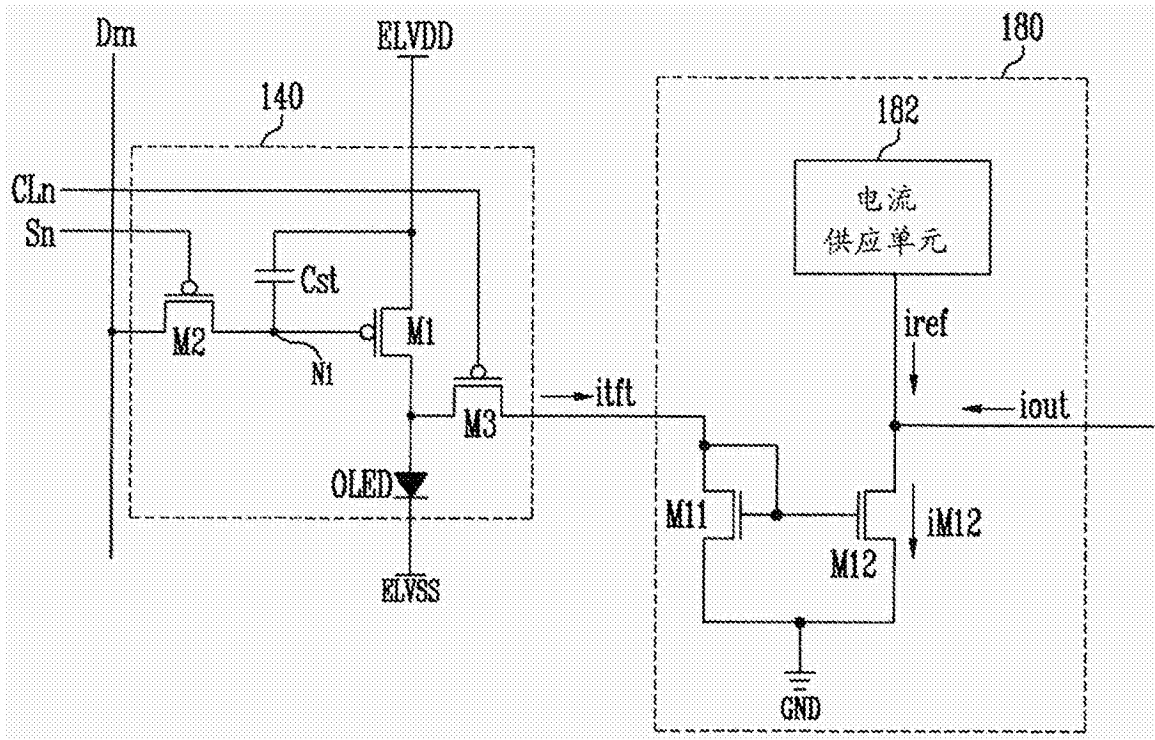 Dm
ELVDD
180
140
182
CLn
Sn
电流
供应单元
Cst
M2
M1
N1
iref
M3
itft
iout
OLED
M11
M12
iM12
ELVSS
GND